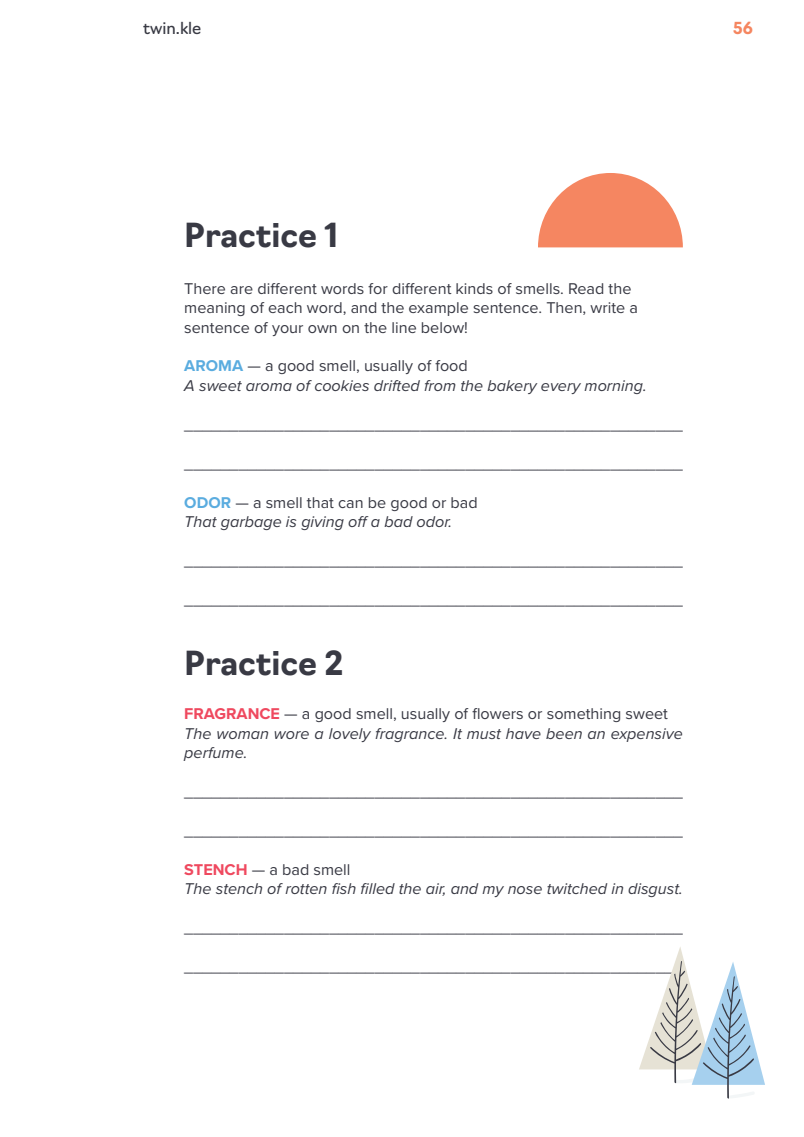 twin.kle
56
Practice 1
There are different words for different kinds of smells. Read the
meaning of each word, and the example sentence. Then, write a
sentence of your own on the line below!
AROMA — a good smell, usually of food
A sweet aroma of cookies drifted from the bakery every morning.
ODOR — a smell that can be good or bad
That garbage is giving off a bad odor.
Practice 2
FRAGRANCE — a good smell, usually of flowers or something sweet
The woman wore a lovely fragrance. It must have been an expensive
perfume.
STENCH — a bad smell
The stench of rotten fish filled the air, and my nose twitched in disgust.